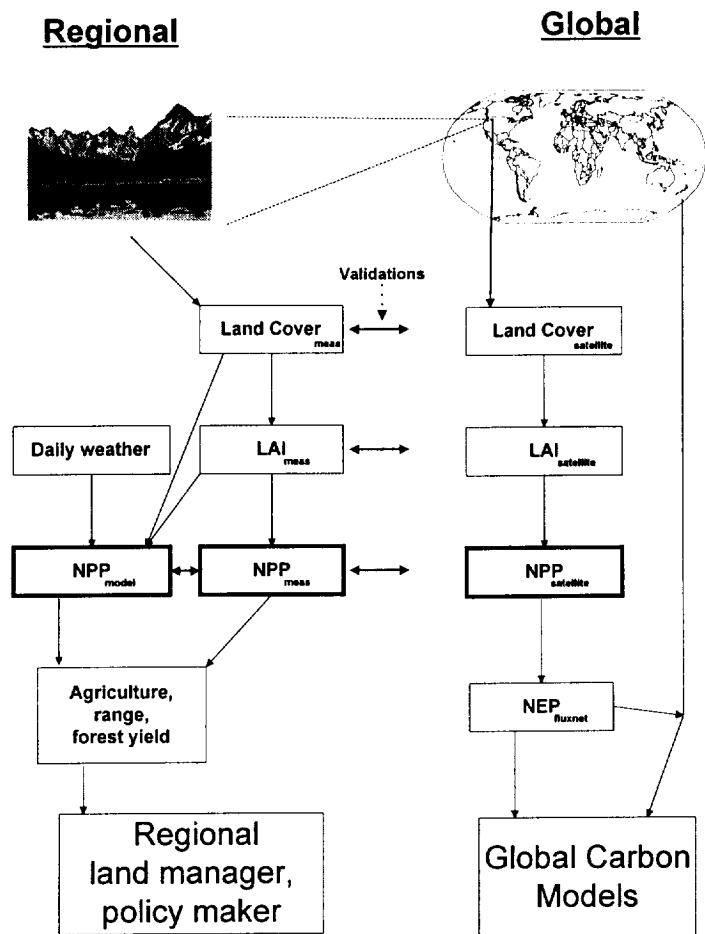 Regional
Global
Validations
Land Cover meas
Land Cover satellite
Daily weather
LAI meas
LAI satellite
NPP model
NPP meas
NPP satellite
Agriculture,
range,
forest yield
NEP fluxnet
Regional
land manager,
policy maker
Global Carbon
Models